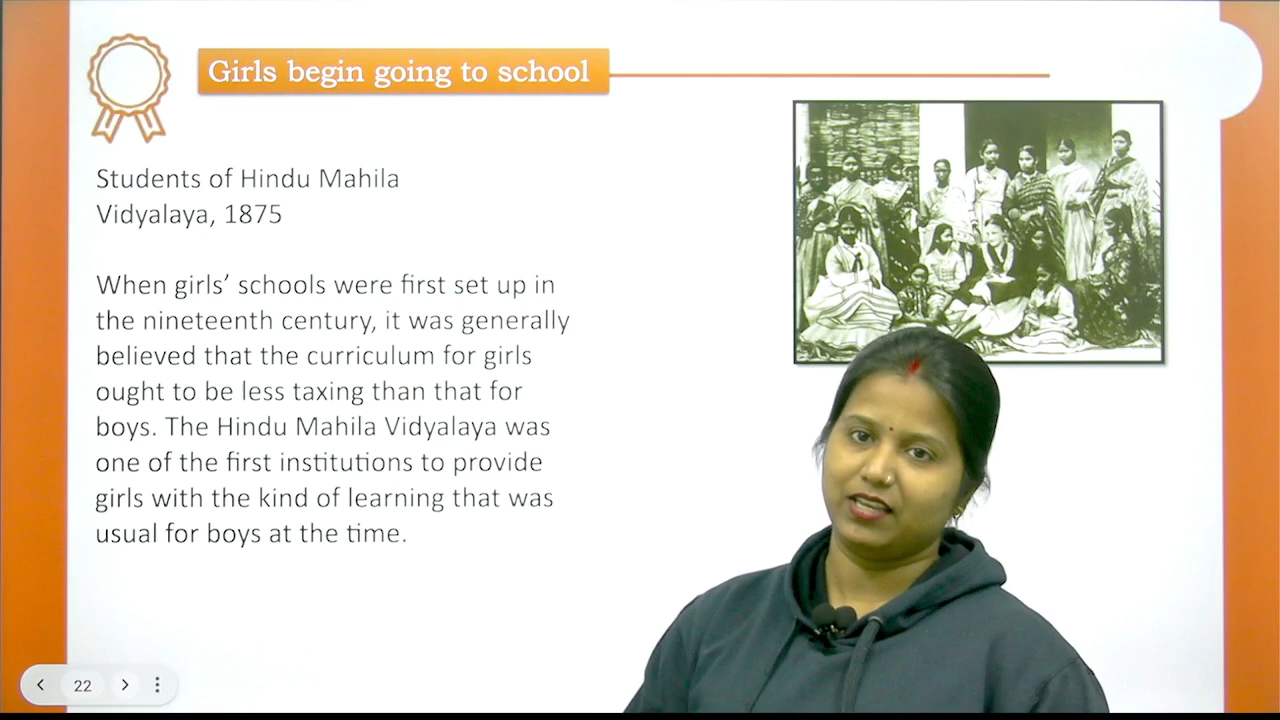 Girls begin going to school
Students of Hindu Mahila
Vidyalaya, 1875
When girls’ schools were first set up in
the nineteenth century, it was generally
believed that the curriculum for girls
ought to be less taxing than that for
boys. The Hindu Mahila Vidyalaya was
one of the first institutions to provide
girls with the kind of learning that was
usual for boys at the time.
22